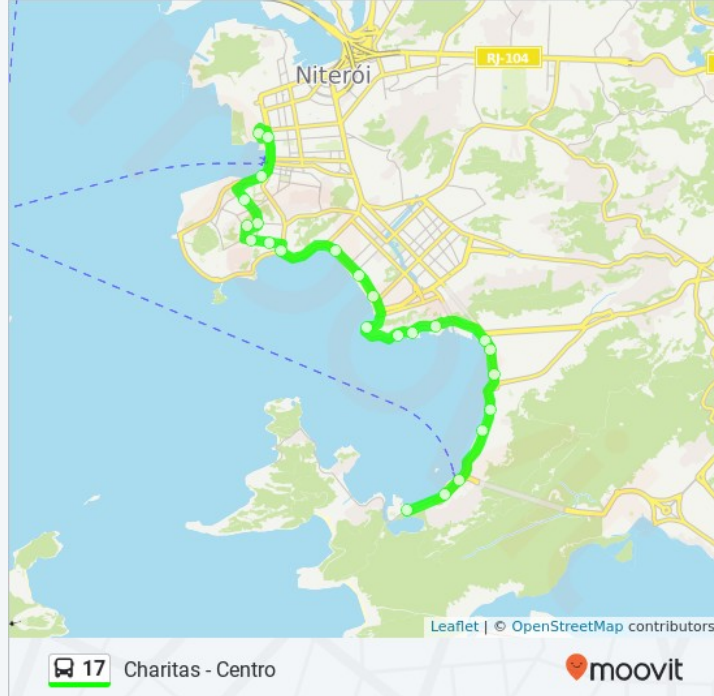 Niterói
RJ-104
Leaflet | © OpenStreetMap contributors
17 Charitas - Centro
moovit